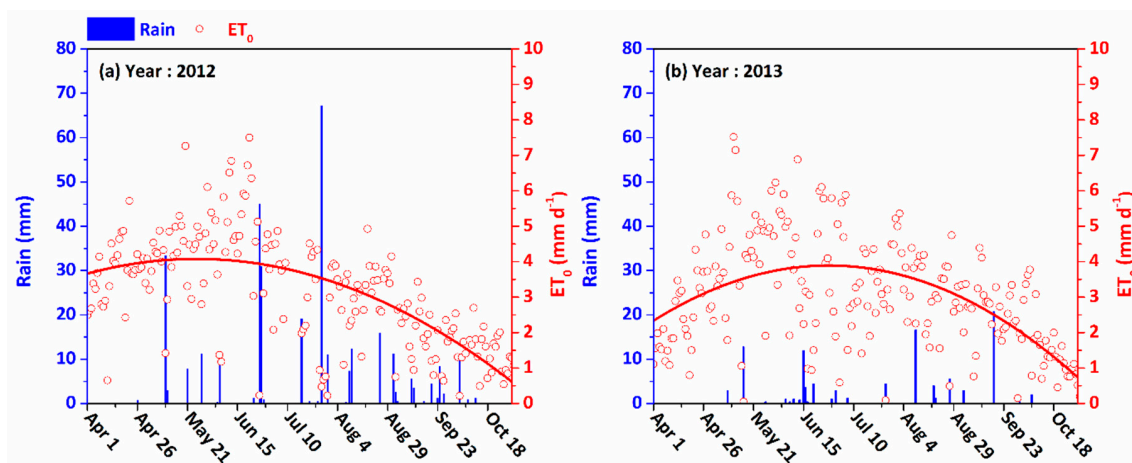 Rain ET₀
(a) Year : 2012
(b) Year : 2013
Rain (mm)
80
70
60
50
40
30
20
10
0
10
9
8
7
6
5
4
3
2
1
0
ET₀ (mm d⁻¹)
Apr 1
Apr 26
May 21
Jun 15
Jul 10
Aug 4
Aug 29
Sep 23
Oct 18
Rain (mm)
80
70
60
50
40
30
20
10
0
10
9
8
7
6
5
4
3
2
1
0
ET₀ (mm d⁻¹)
Apr 1
Apr 26
May 21
Jun 15
Jul 10
Aug 4
Aug 29
Sep 23
Oct 18